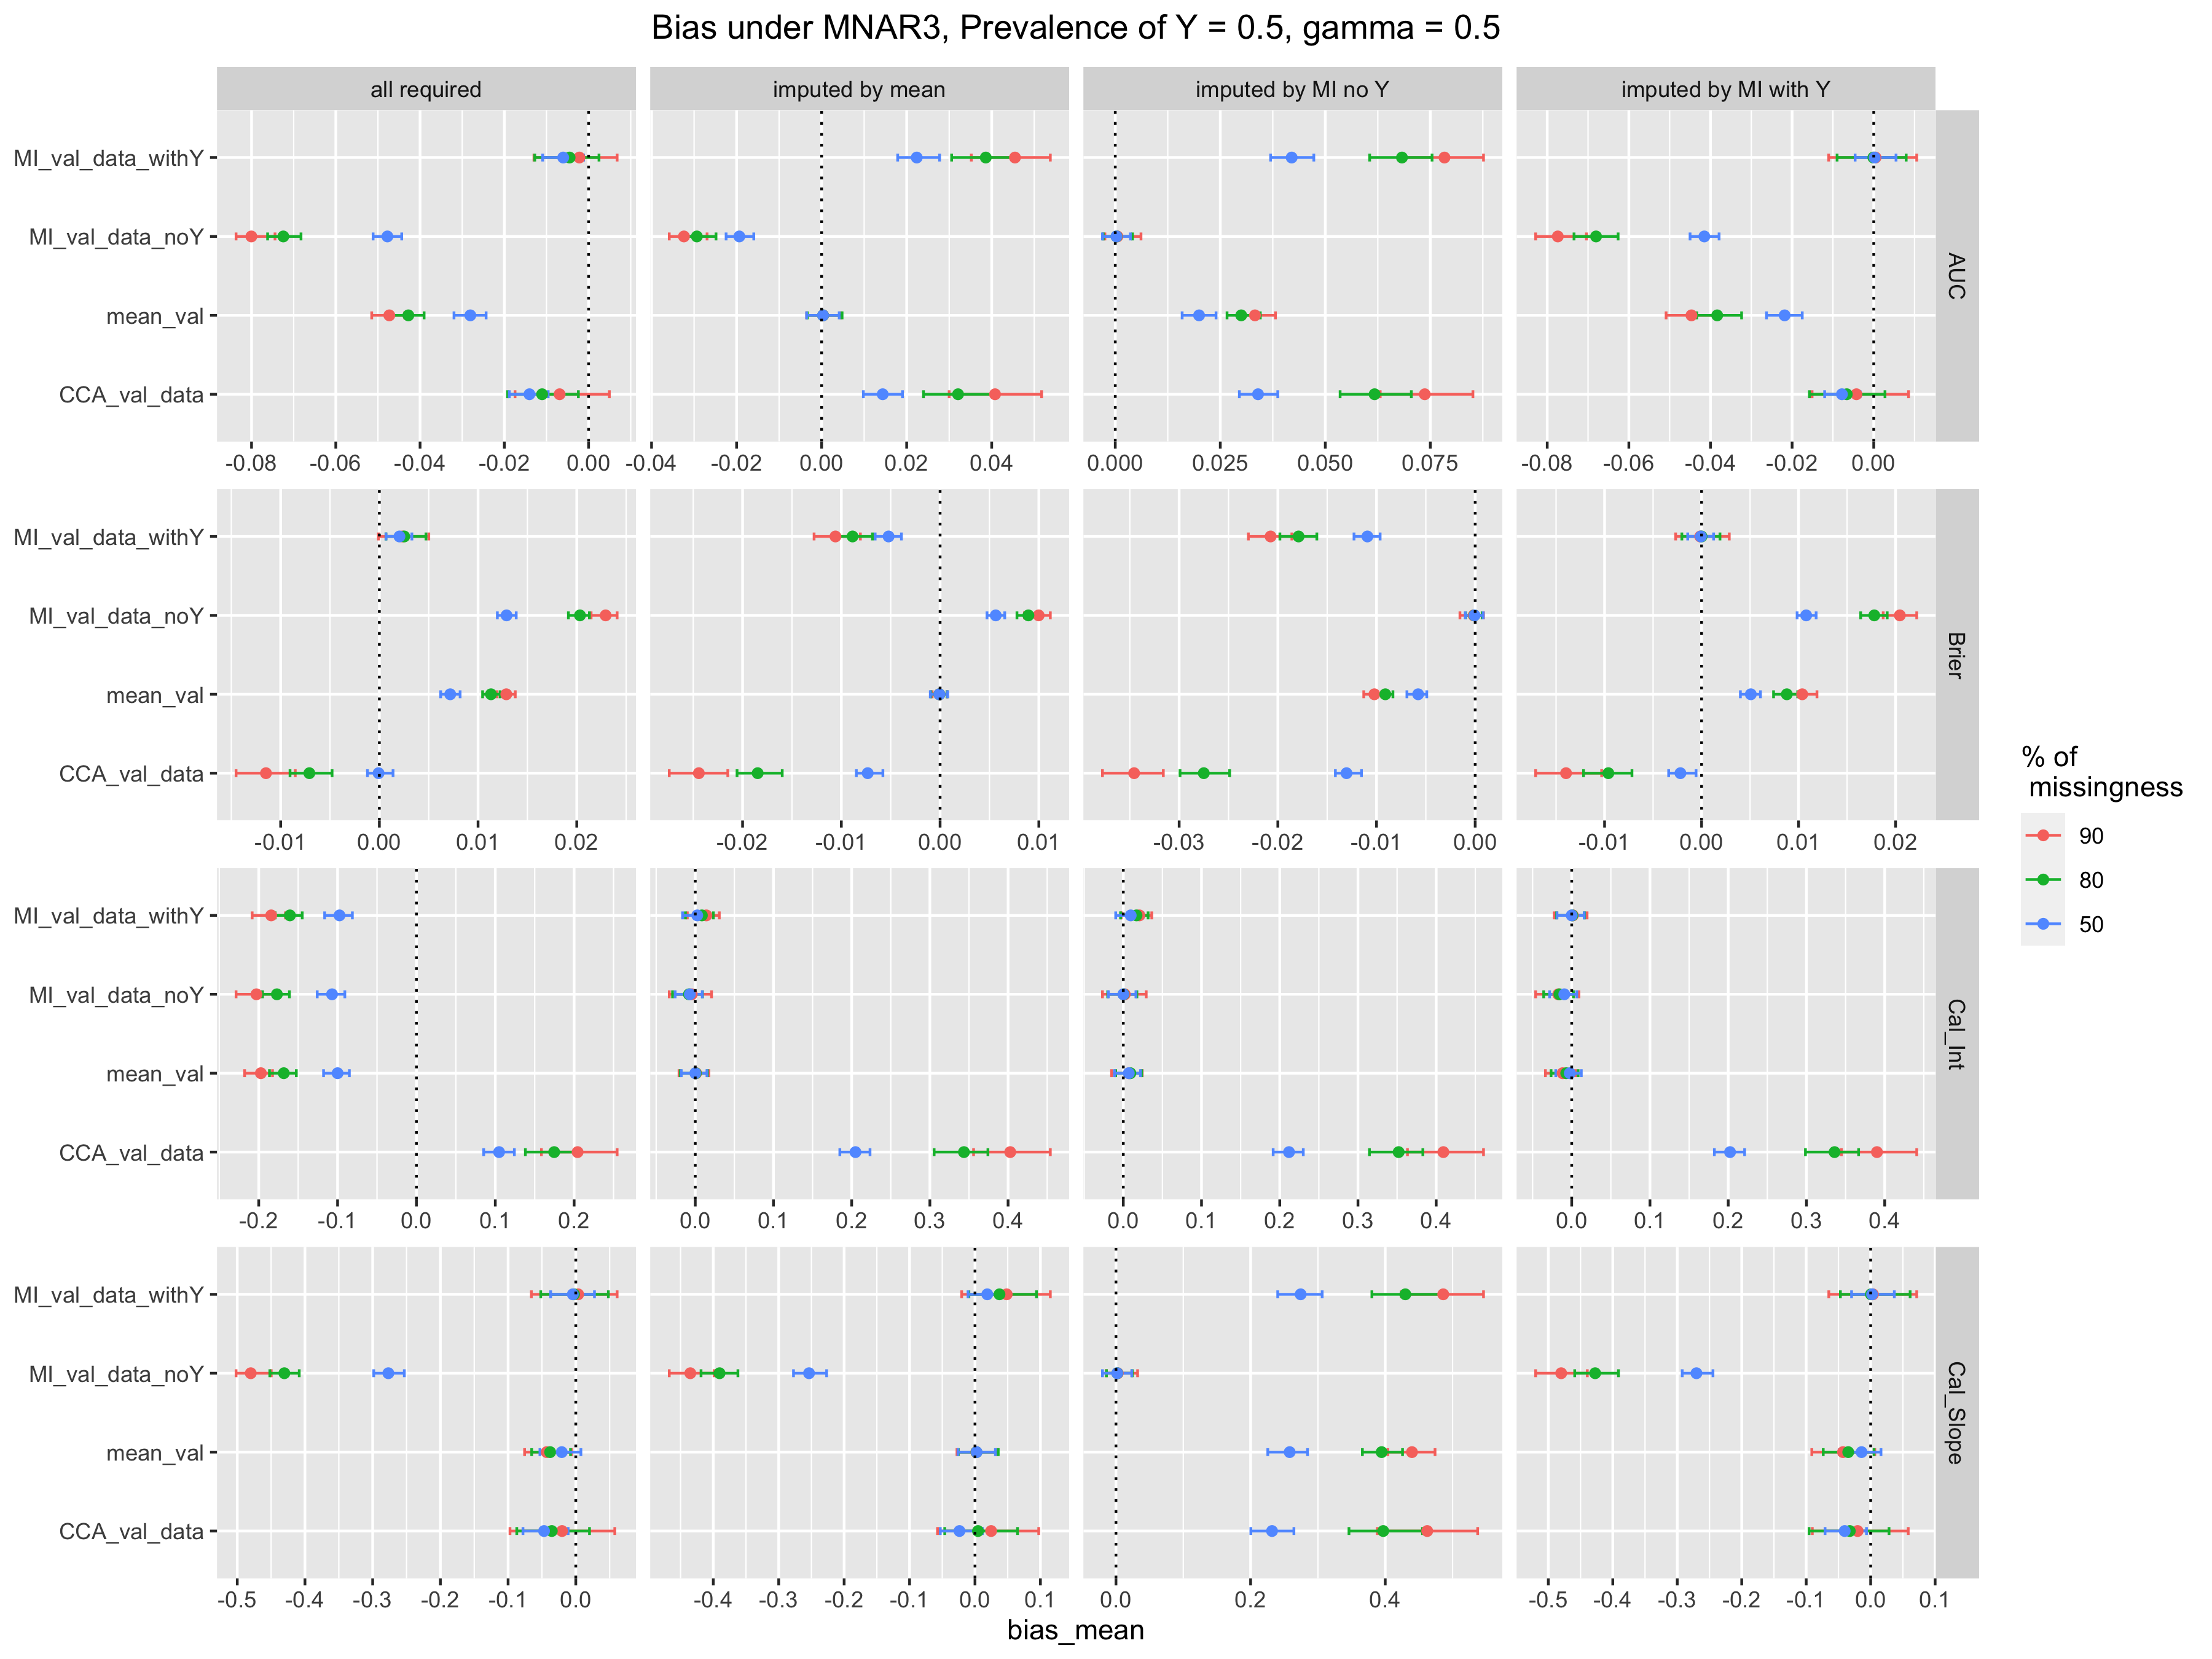 Bias under MNAR3, Prevalence of Y = 0.5, gamma = 0.5
all required imputed by mean imputed by MI no Y imputed by MI with Y
MI_val_data_withY
MI_val_data_noY
mean_val
CCA_val_data
AUC
-0.08 -0.06 -0.04 -0.02 0.00 -0.04 -0.02 0.00 0.02 0.04 0.000 0.025 0.050 0.075 -0.08 -0.06 -0.04 -0.02 0.00
MI_val_data_withY
MI_val_data_noY
mean_val
CCA_val_data
Brier
-0.01 0.00 0.01 0.02 -0.02 -0.01 0.00 0.01 -0.03 -0.02 -0.01 0.00 -0.01 0.00 0.01 0.02
MI_val_data_withY
MI_val_data_noY
mean_val
CCA_val_data
Cal_Int
-0.2 -0.1 0.0 0.1 0.2 0.0 0.1 0.2 0.3 0.4 0.0 0.1 0.2 0.3 0.4 0.0 0.1 0.2 0.3 0.4
MI_val_data_withY
MI_val_data_noY
mean_val
CCA_val_data
Cal_Slope
-0.5 -0.4 -0.3 -0.2 -0.1 0.0 -0.4 -0.3 -0.2 -0.1 0.0 0.1 0.0 0.2 0.4 -0.5 -0.4 -0.3 -0.2 -0.1 0.0 0.1
bias_mean
% of
missingness
90
80
50